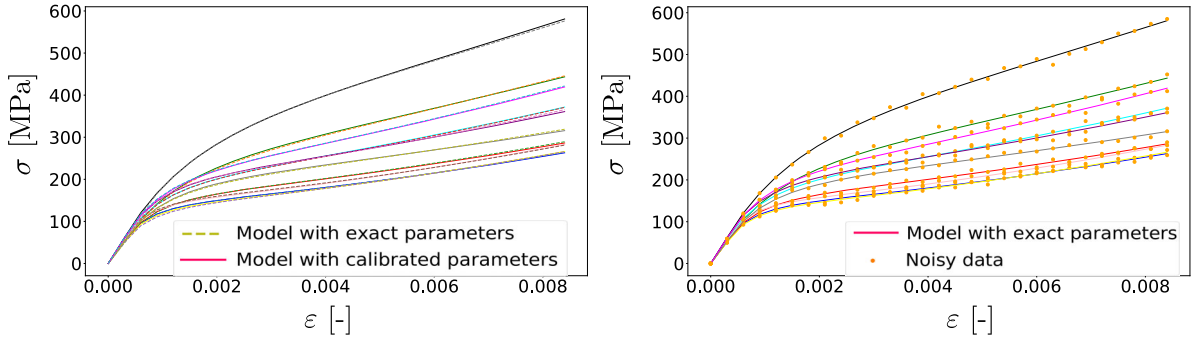 600
500
400
300
200
100
0
σ [MPa]
0.000 0.002 0.004 0.006 0.008
ε [-]
Model with exact parameters
Model with calibrated parameters
600
500
400
300
200
100
0
σ [MPa]
0.000 0.002 0.004 0.006 0.008
ε [-]
Model with exact parameters
Noisy data